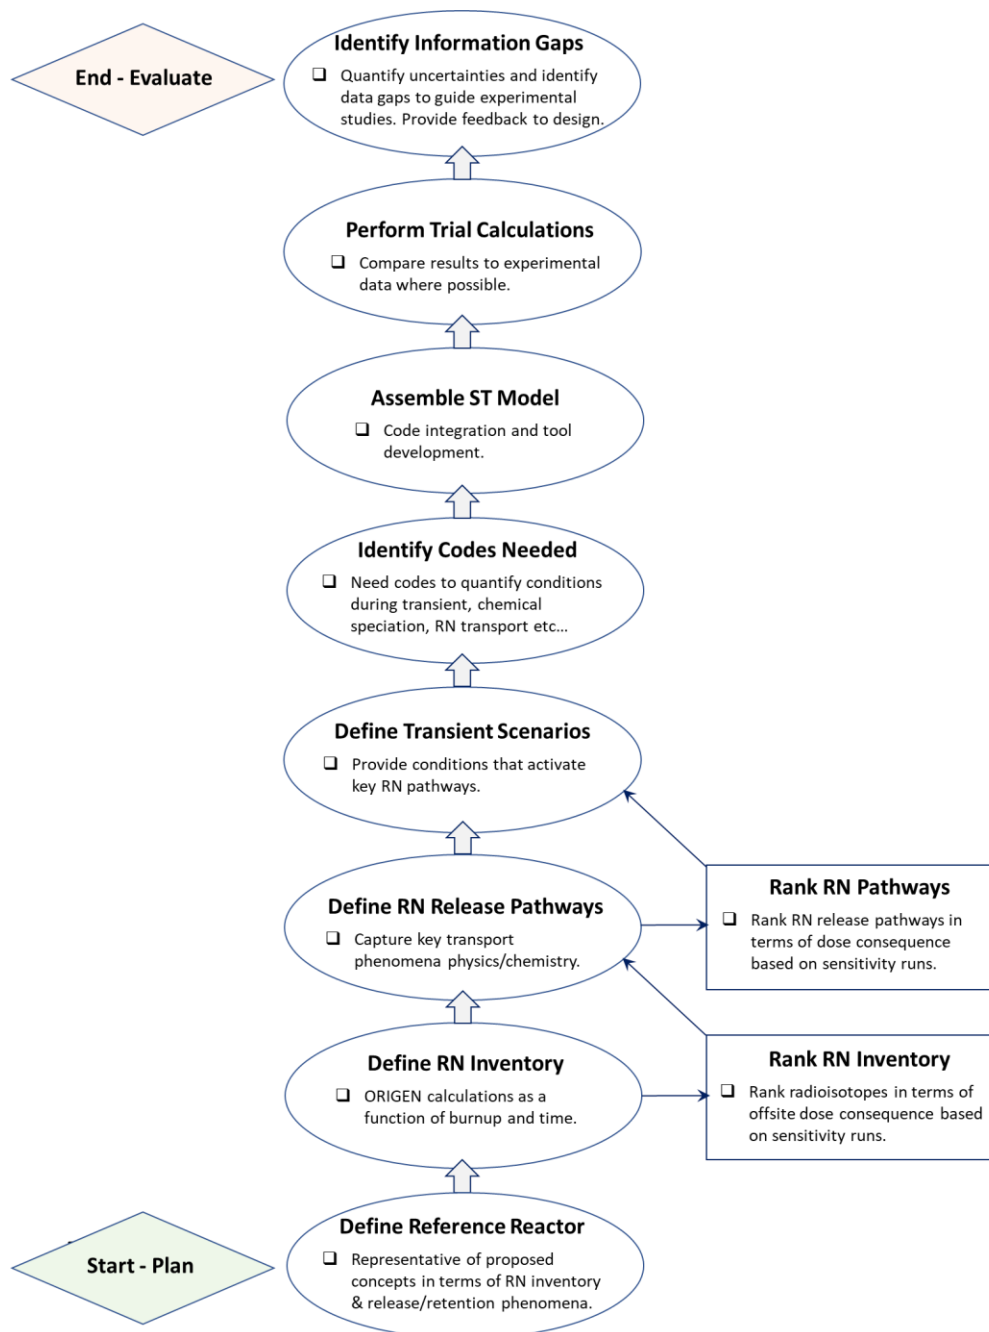 End - Evaluate
Identify Information Gaps
❑ Quantify uncertainties and identify
data gaps to guide experimental
studies. Provide feedback to design.
Perform Trial Calculations
❑ Compare results to experimental
data where possible.
Assemble ST Model
❑ Code integration and tool
development.
Identify Codes Needed
❑ Need codes to quantify conditions
during transient, chemical
speciation, RN transport etc...
Define Transient Scenarios
❑ Provide conditions that activate
key RN pathways.
Define RN Release Pathways
❑ Capture key transport
phenomena physics/chemistry.
Rank RN Pathways
❑ Rank RN release pathways in
terms of dose consequence
based on sensitivity runs.
Define RN Inventory
❑ ORIGEN calculations as a
function of burnup and time.
Rank RN Inventory
❑ Rank radioisotopes in terms of
offsite dose consequence based
on sensitivity runs.
Start - Plan
Define Reference Reactor
❑ Representative of proposed
concepts in terms of RN inventory
& release/retention phenomena.